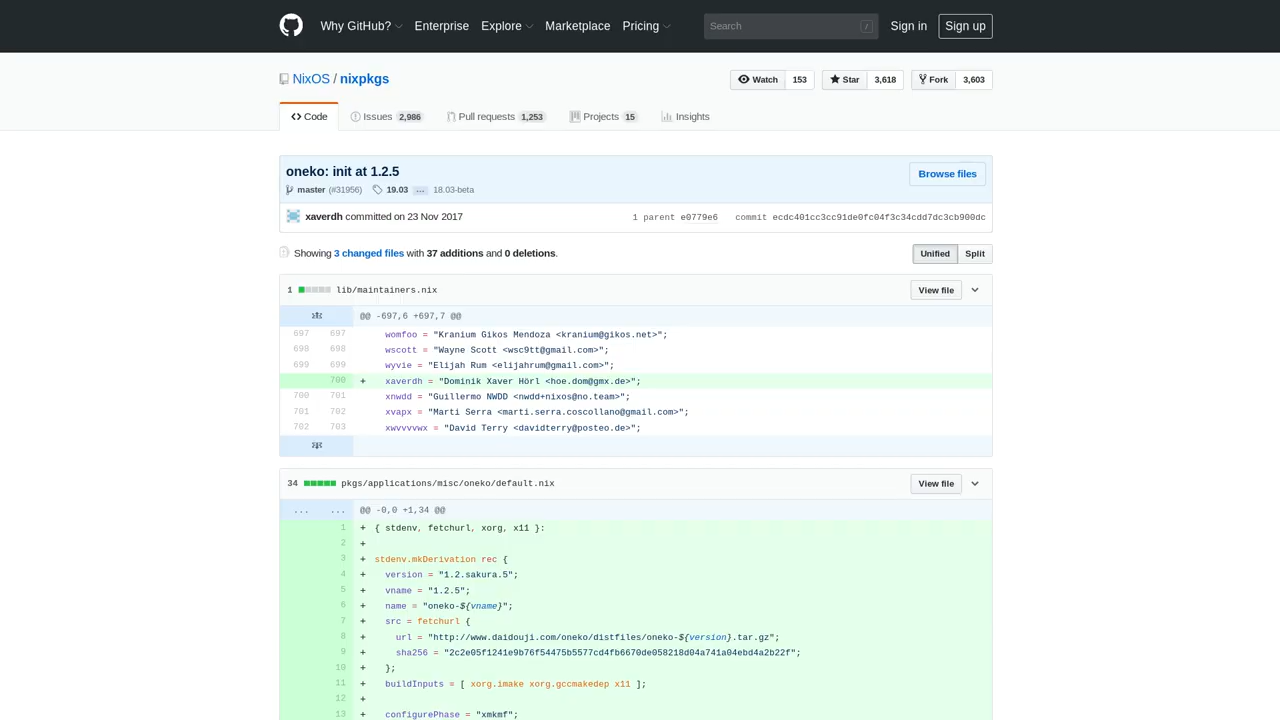 Why GitHub? Enterprise Explore Marketplace Pricing Search / Sign in Sign up
NixOS / nixpkgs Watch 153 Star 3,618 Fork 3,603
Code Issues 2,986 Pull requests 1,253 Projects 15 Insights
oneko: init at 1.2.5 Browse files
master (#31956) 19.03 … 18.03-beta
xaverdh committed on 23 Nov 2017 1 parent e0779e6 commit ecdc401cc3cc91de0fc04f3c34cdd7dc3cb900dc
Showing 3 changed files with 37 additions and 0 deletions. Unified Split
1 lib/maintainers.nix View file
@@ -697,6 +697,7 @@
697 697 womfoo = "Kranium Gikos Mendoza <kranium@gikos.net>";
698 698 wscott = "Wayne Scott <wsc9tt@gmail.com>";
699 699 wyvie = "Elijah Rum <elijahrum@gmail.com>";
700 + xaverdh = "Dominik Xaver Hörl <hoe.dom@gmx.de>";
700 701 xnwdd = "Guillermo NWDD <nwdd+nixos@no.team>";
701 702 xvapx = "Marti Serra <marti.serra.coscollano@gmail.com>";
702 703 xwvvvvwx = "David Terry <davidterry@posteo.de>";
34 pkgs/applications/misc/oneko/default.nix View file
... ... @@ -0,0 +1,34 @@
1 + { stdenv, fetchurl, xorg, x11 }:
2 +
3 + stdenv.mkDerivation rec {
4 + version = "1.2.sakura.5";
5 + vname = "1.2.5";
6 + name = "oneko-${vname}";
7 + src = fetchurl {
8 + url = "http://www.daidouji.com/oneko/distfiles/oneko-${version}.tar.gz";
9 + sha256 = "2c2e05f1241e9b76f54475b5577cd4fb6670de058218d04a741a04ebd4a2b22f";
10 + };
11 + buildInputs = [ xorg.imake xorg.gccmakedep x11 ];
12 +
13 + configurePhase = "xmkmf";